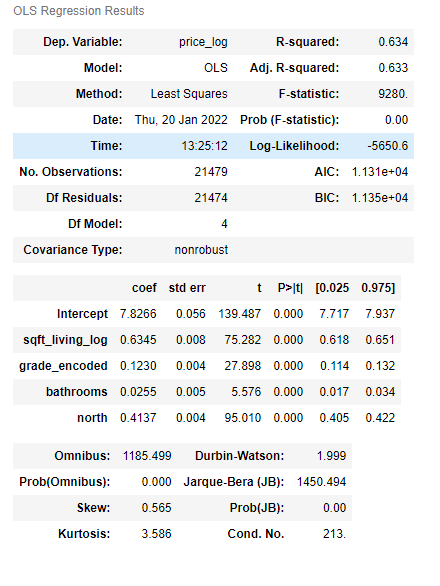 OLS Regression Results
Dep. Variable: price_log R-squared: 0.634
Model: OLS Adj. R-squared: 0.633
Method: Least Squares F-statistic: 9280.
Date: Thu, 20 Jan 2022 Prob (F-statistic): 0.00
Time: 13:25:12 Log-Likelihood: -5650.6
No. Observations: 21479 AIC: 1.131e+04
Df Residuals: 21474 BIC: 1.135e+04
Df Model: 4
Covariance Type: nonrobust
coef std err t P>|t| [0.025 0.975]
Intercept 7.8266 0.056 139.487 0.000 7.717 7.937
sqft_living_log 0.6345 0.008 75.282 0.000 0.618 0.651
grade_encoded 0.1230 0.004 27.898 0.000 0.114 0.132
bathrooms 0.0255 0.005 5.576 0.000 0.017 0.034
north 0.4137 0.004 95.010 0.000 0.405 0.422
Omnibus: 1185.499 Durbin-Watson: 1.999
Prob(Omnibus): 0.000 Jarque-Bera (JB): 1450.494
Skew: 0.565 Prob(JB): 0.00
Kurtosis: 3.586 Cond. No. 213.